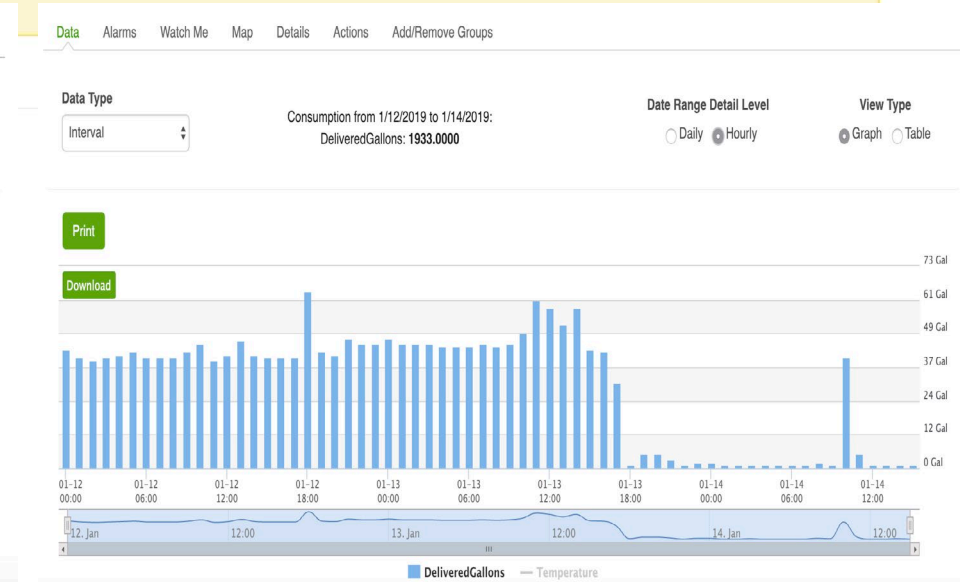 Data Alarms Watch Me Map Details Actions Add/Remove Groups
Data Type
Interval
Consumption from 1/12/2019 to 1/14/2019:
DeliveredGallons: 1933.0000
Date Range Detail Level
Daily Hourly
View Type
Graph Table
Print
Download
73 Gal
61 Gal
49 Gal
37 Gal
24 Gal
12 Gal
0 Gal
01-12 01-12 01-12 01-12 01-13 01-13 01-13 01-13 01-14 01-14 01-14
00:00 06:00 12:00 18:00 00:00 06:00 12:00 18:00 00:00 06:00 12:00
12. Jan 12:00 13. Jan 12:00 14. Jan 12:00
DeliveredGallons Temperature